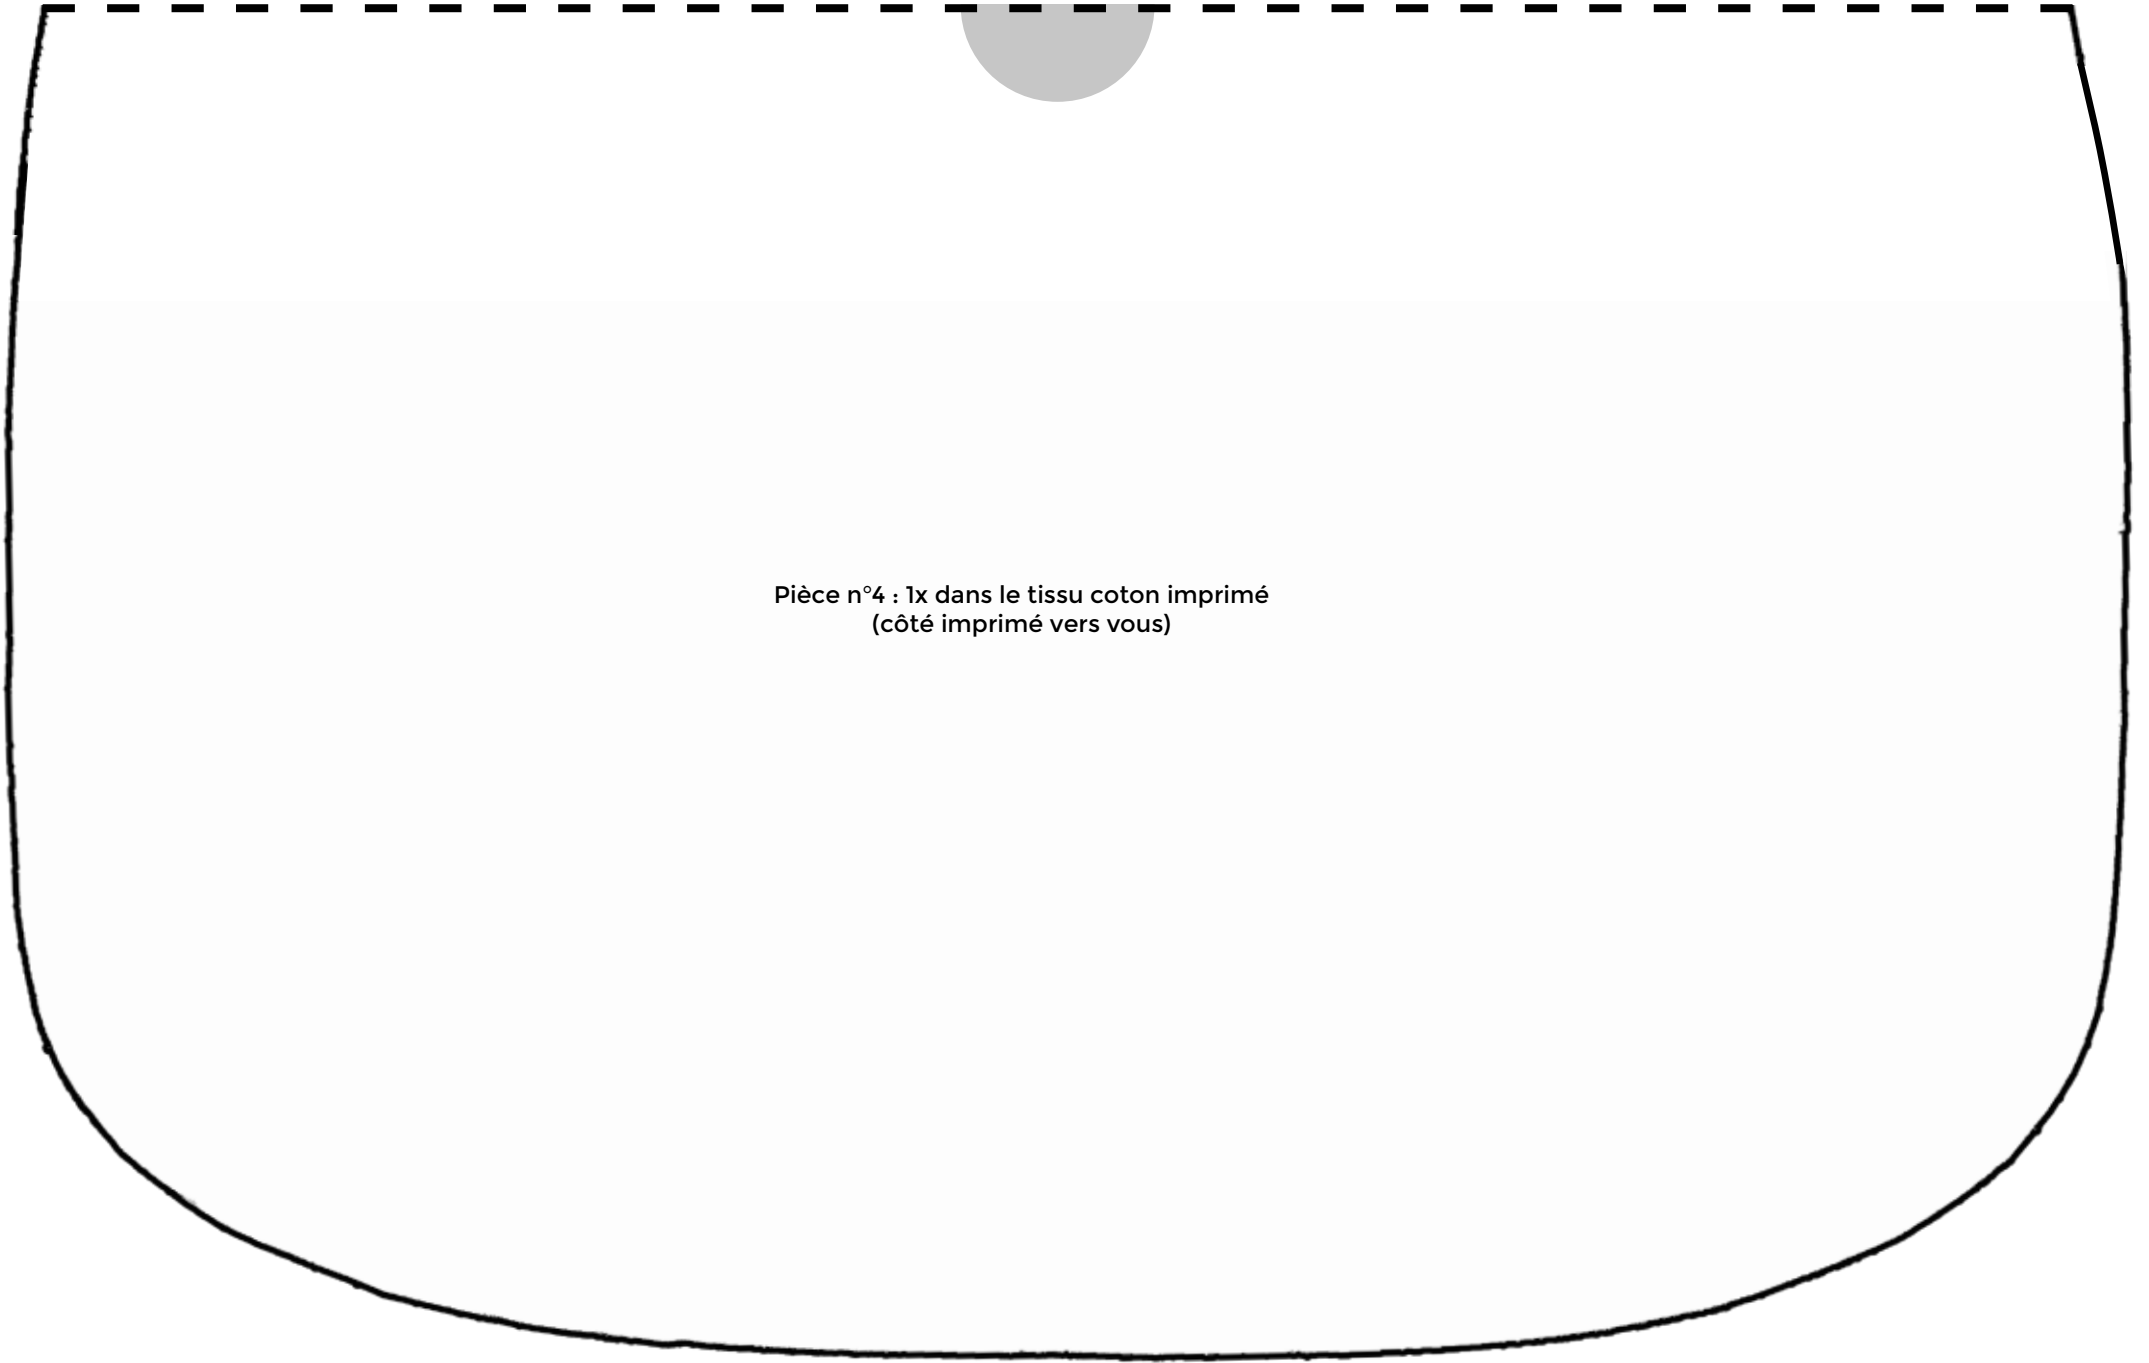 Pièce n°4 : 1x dans le tissu coton imprimé
(côté imprimé vers vous)